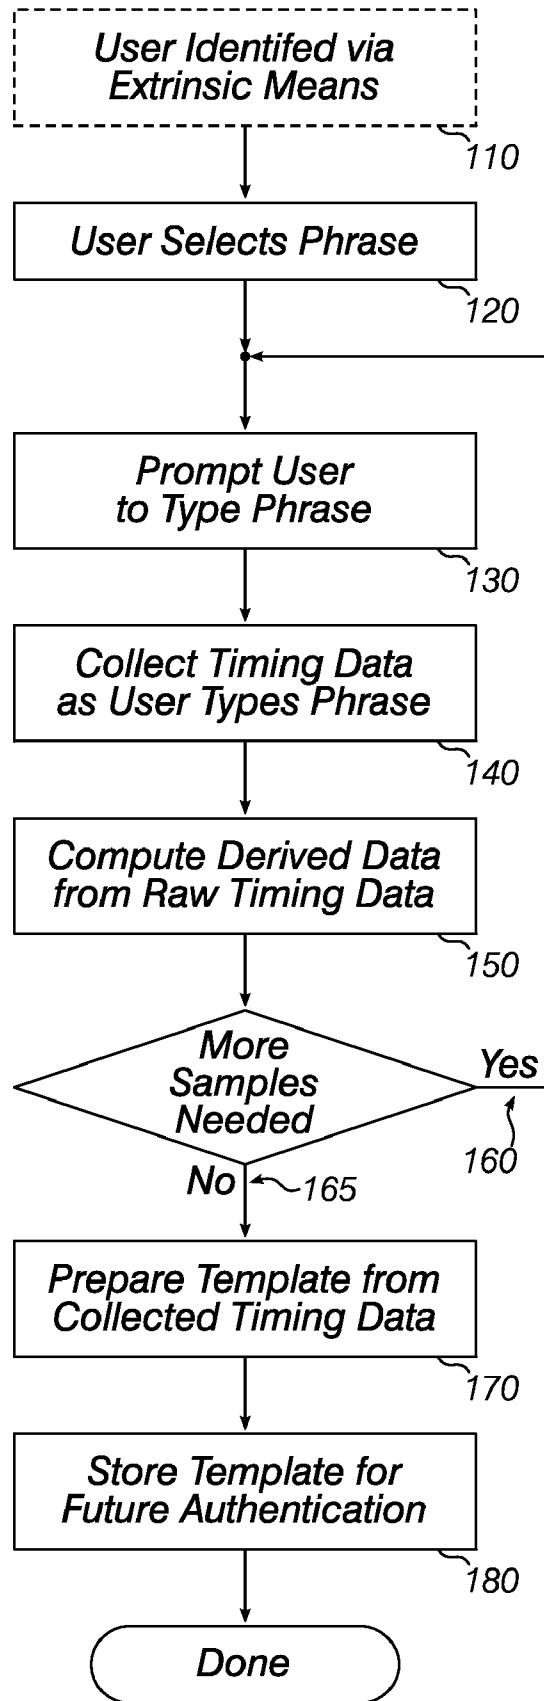 User Identifed via
Extrinsic Means
110
User Selects Phrase
120
Prompt User
to Type Phrase
130
Collect Timing Data
as User Types Phrase
140
Compute Derived Data
from Raw Timing Data
150
More
Samples
Needed
Yes
160
No
165
Prepare Template from
Collected Timing Data
170
Store Template for
Future Authentication
180
Done